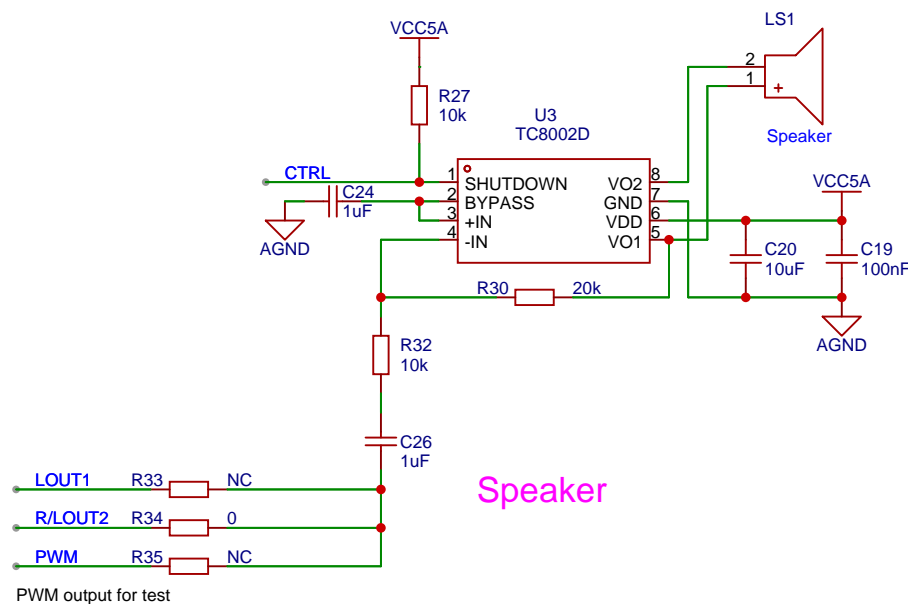 LS1
VCC5A
2
1
+
R27
10k
U3
TC8002D
Speaker
CTRL
1
SHUTDOWN
VO2
8
C24
1uF
2
BYPASS
GND
7
VCC5A
3
+IN
VDD
6
AGND
4
-IN
VO1
5
C20
10uF
C19
100nF
R30
20k
AGND
R32
10k
C26
1uF
LOUT1
R33
NC
Speaker
R/LOUT2
R34
0
PWM
R35
NC
PWM output for test